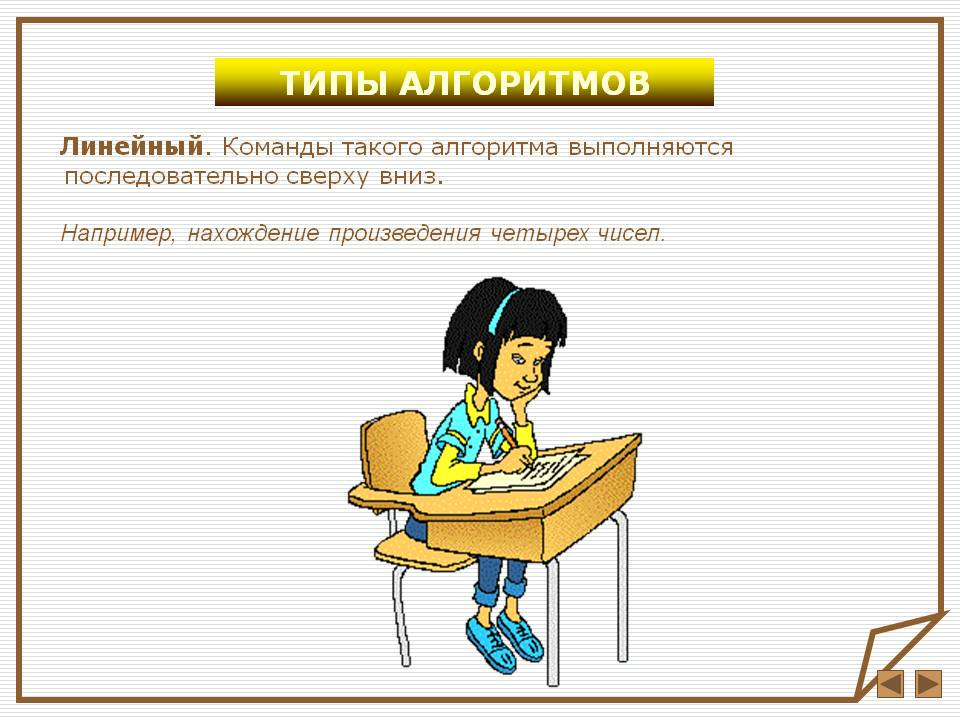 ТИПЫ АЛГОРИТМОВ
Линейный. Команды такого алгоритма выполняются
последовательно сверху вниз.
Например, нахождение произведения четырех чисел.